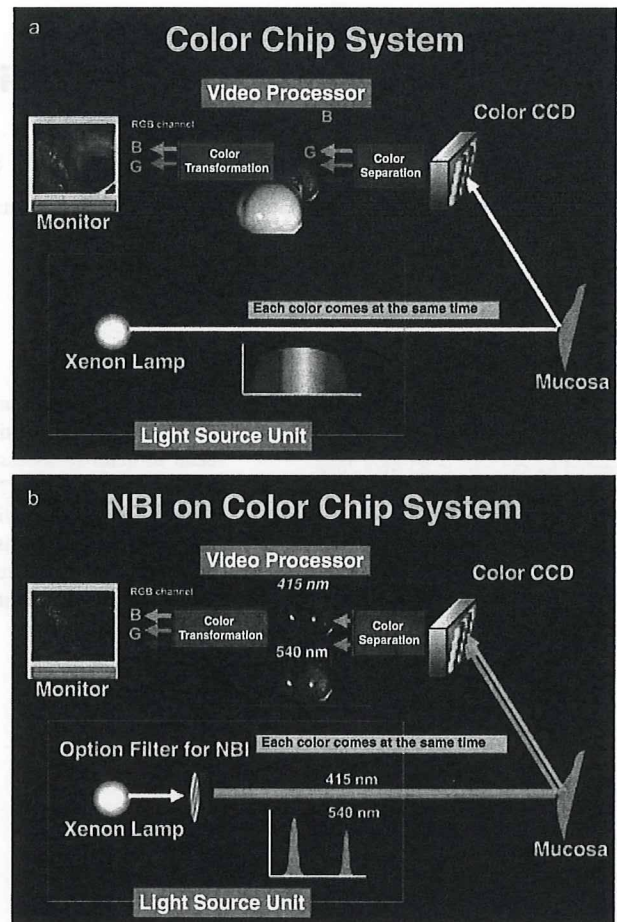 a
Color Chip System
Video Processor
Color CCD
B
RGB channel
B
G
Color
Transformation
G
Color
Separation
Monitor
Each color comes at the same time
Xenon Lamp
Mucosa
Light Source Unit
b
NBI on Color Chip System
Video Processor
Color CCD
415 nm
RGB channel
B
G
Color
Transformation
540 nm
Color
Separation
Monitor
Option Filter for NBI
Each color comes at the same time
415 nm
Xenon Lamp
540 nm
Mucosa
Light Source Unit